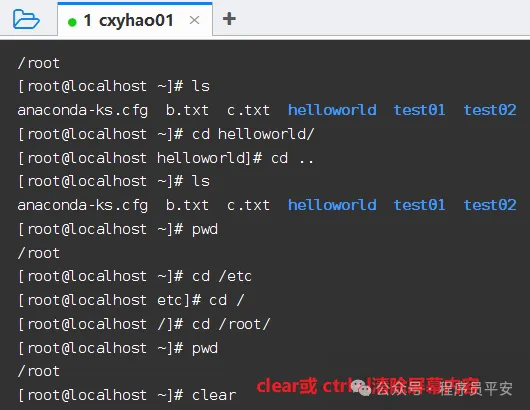 1 cxyhao01 × +
/root
[root@localhost ~]# ls
anaconda-ks.cfg b.txt c.txt helloworld test01 test02
[root@localhost ~]# cd helloworld/
[root@localhost helloworld]# cd ..
[root@localhost ~]# ls
anaconda-ks.cfg b.txt c.txt helloworld test01 test02
[root@localhost ~]# pwd
/root
[root@localhost ~]# cd /etc
[root@localhost etc]# cd /
[root@localhost /]# cd /root/
[root@localhost ~]# pwd
/root
[root@localhost ~]# clear
clear或 清除屏幕内容
公众号 · 程序员平安